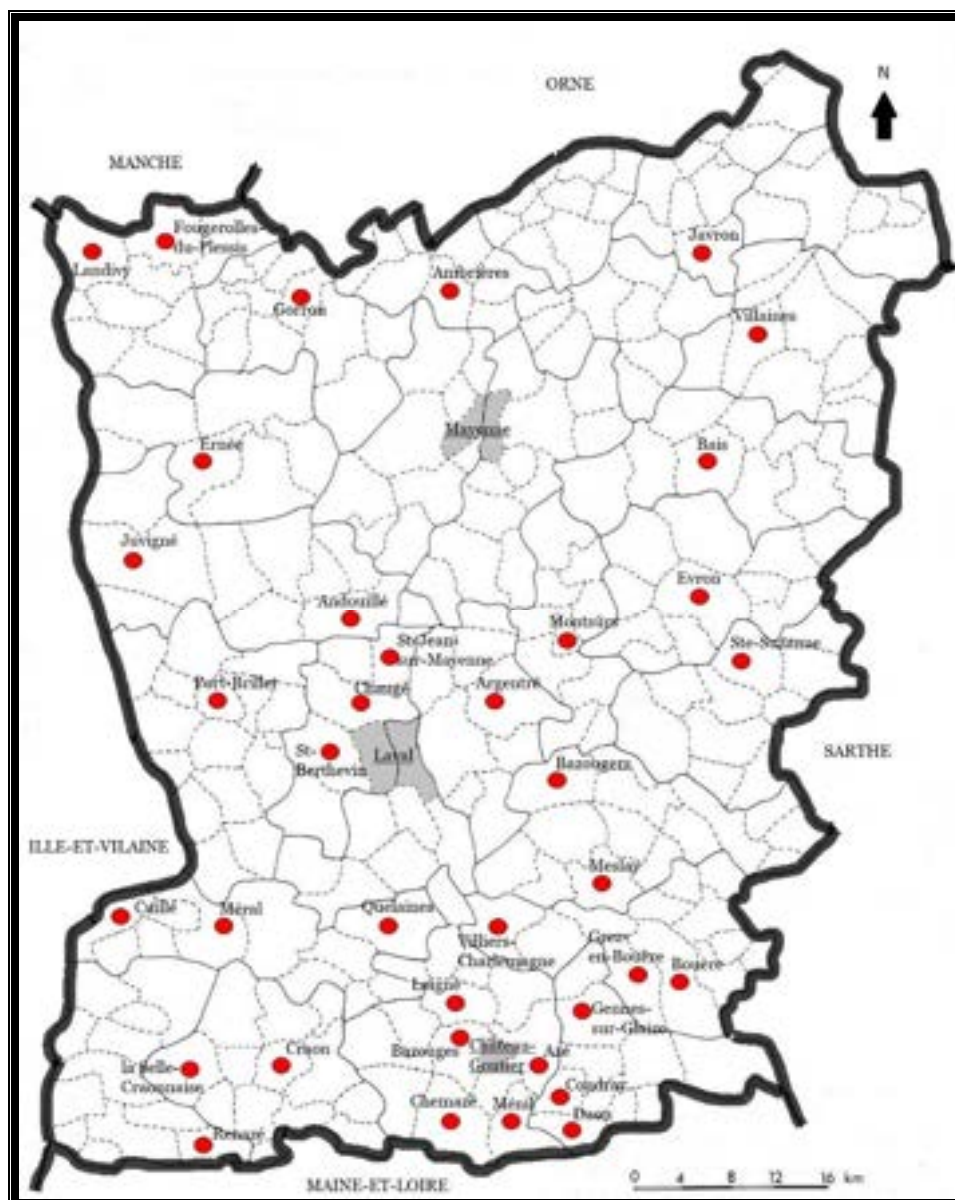 ORNE
N
MANCHE
Fougerolles-
du-Plessis
Landivy
Javron
Ambrières
Gorron
Villaines
Mayenne
Ernée
Bais
Juvigné
Evron
Andouillé
Montsûrs
St-Jean-
sur-Mayenne
Ste-Suzanne
Port-Brillet
Changé
Argentré
St-
Berthevin
Laval
SARTHE
Bazougers
ILLE-ET-VILAINE
Meslay
Cuillé
Méral
Quelaines
Villiers-
Charlemagne
Grez-
en-Bouère
Bouère
Loigné
Gennes-
sur-Glaize
Bazouges
Château-
Gontier
Azé
Craon
la Selle-
Craonnaise
Coudray
Chemazé
Ménil
Daon
Renazé
MAINE-ET-LOIRE
0 4 8 12 16 km